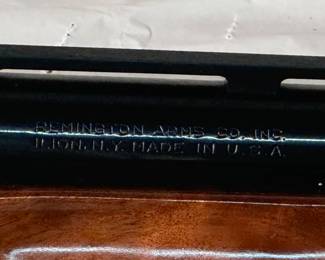 REMINGTON ARMS CO. INC.
ILION, N.Y. MADE IN U.S.A.